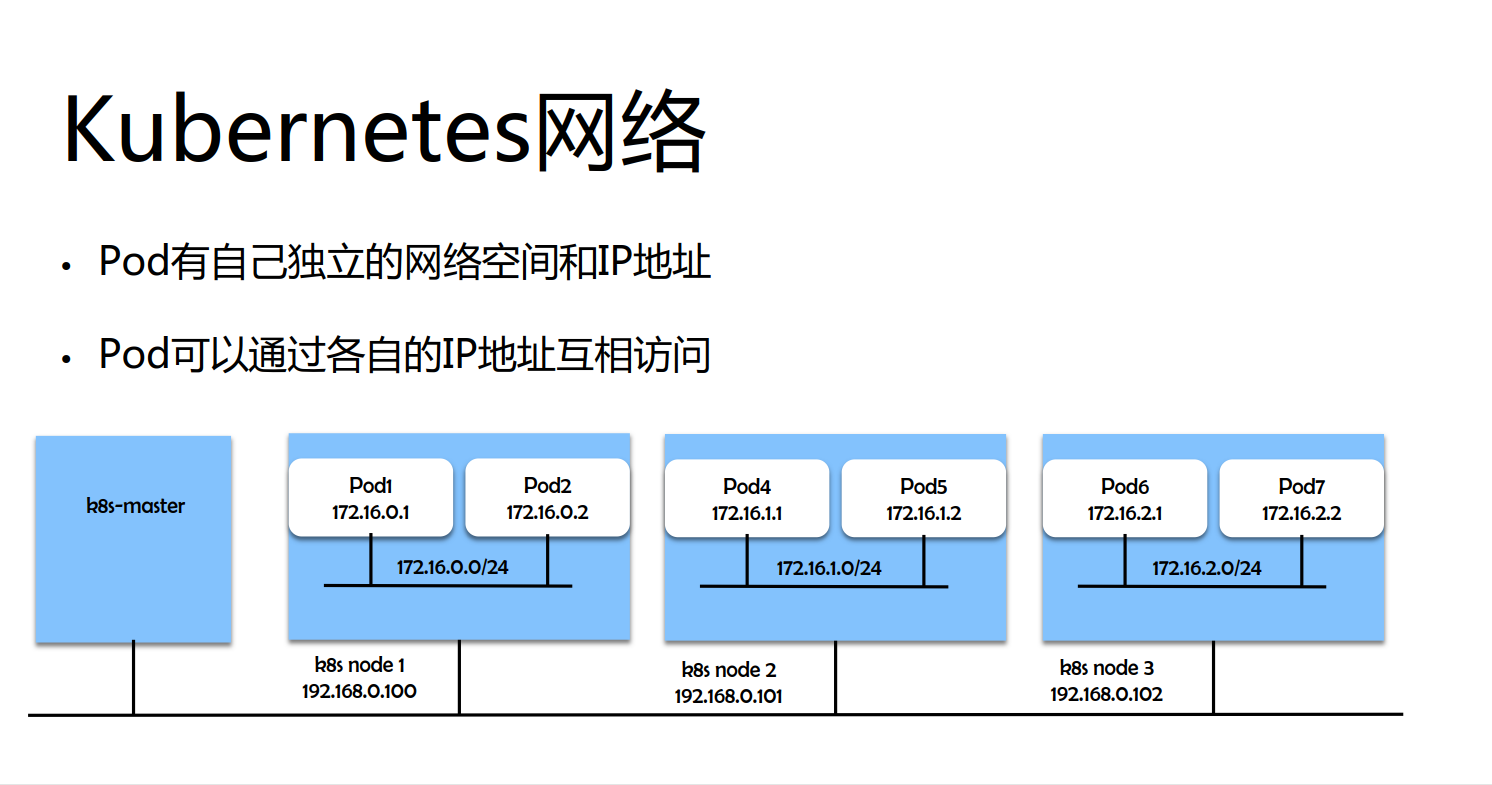 Kubernetes网络
• Pod有自己独立的网络空间和IP地址
• Pod可以通过各自的IP地址互相访问
k8s-master
Pod1
172.16.0.1
Pod2
172.16.0.2
172.16.0.0/24
k8s node 1
192.168.0.100
Pod4
172.16.1.1
Pod5
172.16.1.2
172.16.1.0/24
k8s node 2
192.168.0.101
Pod6
172.16.2.1
Pod7
172.16.2.2
172.16.2.0/24
k8s node 3
192.168.0.102